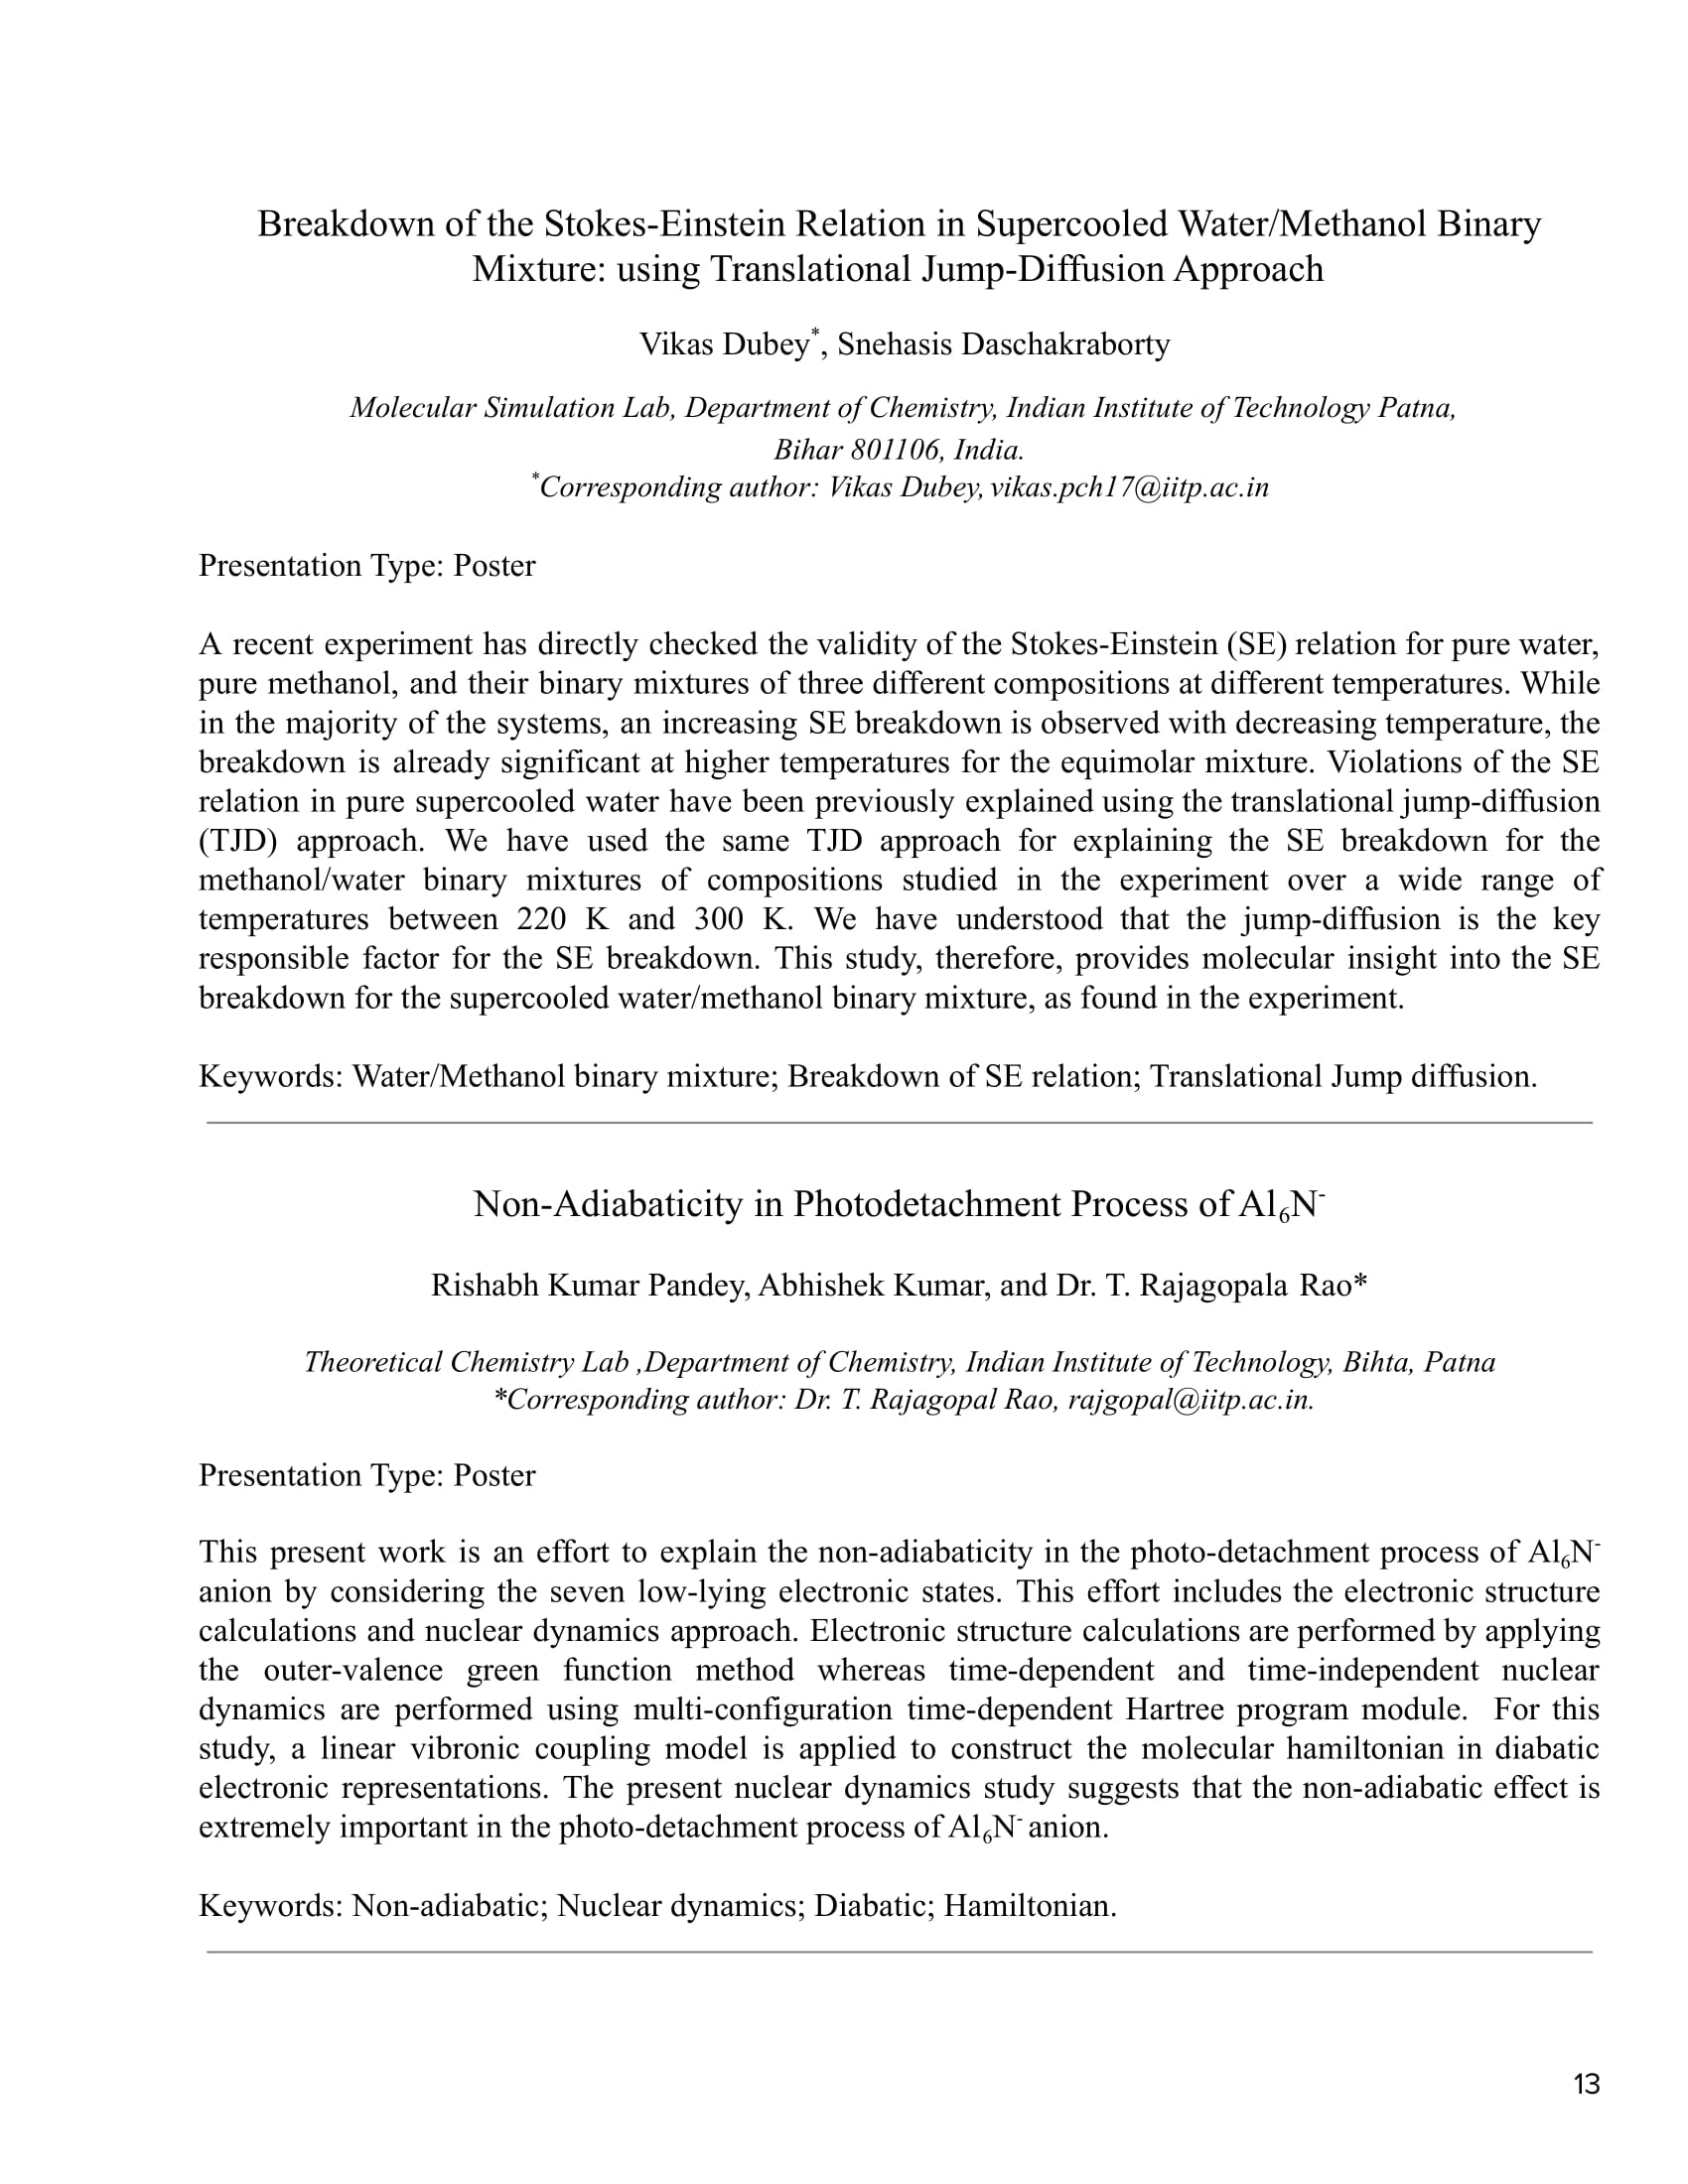 Breakdown of the Stokes-Einstein Relation in Supercooled Water/Methanol Binary
Mixture: using Translational Jump-Diffusion Approach
Vikas Dubey*, Snehasis Daschakraborty
Molecular Simulation Lab, Department of Chemistry, Indian Institute of Technology Patna,
Bihar 801106, India.
*Corresponding author: Vikas Dubey, vikas.pch17@iitp.ac.in
Presentation Type: Poster
A recent experiment has directly checked the validity of the Stokes-Einstein (SE) relation for pure water,
pure methanol, and their binary mixtures of three different compositions at different temperatures. While
in the majority of the systems, an increasing SE breakdown is observed with decreasing temperature, the
breakdown is already significant at higher temperatures for the equimolar mixture. Violations of the SE
relation in pure supercooled water have been previously explained using the translational jump-diffusion
(TJD) approach. We have used the same TJD approach for explaining the SE breakdown for the
methanol/water binary mixtures of compositions studied in the experiment over a wide range of
temperatures between 220 K and 300 K. We have understood that the jump-diffusion is the key
responsible factor for the SE breakdown. This study, therefore, provides molecular insight into the SE
breakdown for the supercooled water/methanol binary mixture, as found in the experiment.
Keywords: Water/Methanol binary mixture; Breakdown of SE relation; Translational Jump diffusion.
Non-Adiabaticity in Photodetachment Process of Al₆N⁻
Rishabh Kumar Pandey, Abhishek Kumar, and Dr. T. Rajagopala Rao*
Theoretical Chemistry Lab ,Department of Chemistry, Indian Institute of Technology, Bihta, Patna
*Corresponding author: Dr. T. Rajagopal Rao, rajgopal@iitp.ac.in.
Presentation Type: Poster
This present work is an effort to explain the non-adiabaticity in the photo-detachment process of Al₆N⁻
anion by considering the seven low-lying electronic states. This effort includes the electronic structure
calculations and nuclear dynamics approach. Electronic structure calculations are performed by applying
the outer-valence green function method whereas time-dependent and time-independent nuclear
dynamics are performed using multi-configuration time-dependent Hartree program module. For this
study, a linear vibronic coupling model is applied to construct the molecular hamiltonian in diabatic
electronic representations. The present nuclear dynamics study suggests that the non-adiabatic effect is
extremely important in the photo-detachment process of Al₆N⁻ anion.
Keywords: Non-adiabatic; Nuclear dynamics; Diabatic; Hamiltonian.
13